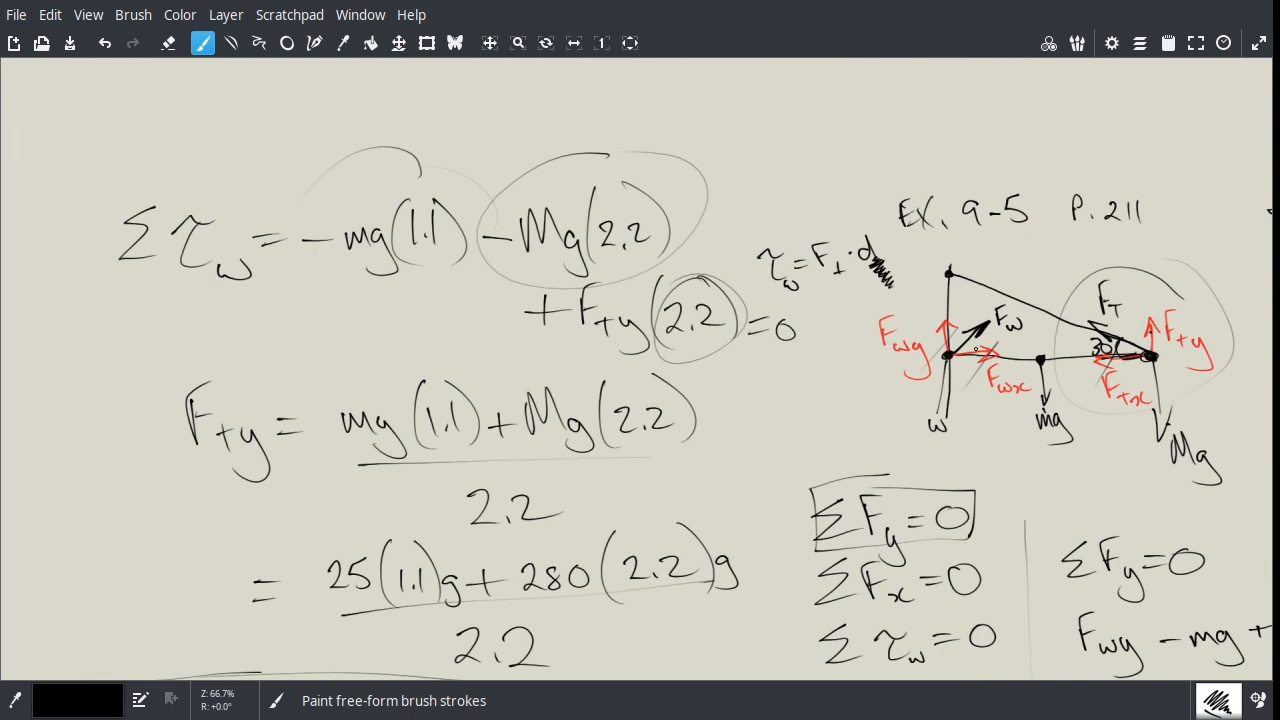 File Edit View Brush Color Layer Scratchpad Window Help
Στw = -mg(1.1) - Mg(2.2)
+ Fty(2.2) = 0
Fty = mg(1.1) + Mg(2.2)
2.2
= 25(1.1)g + 280(2.2)g
2.2
EX. 9-5 P. 211
τw = F⊥ · d
FT
Fw
Fwy
Fty
30
Fwx
Ftx
w
mg
Mg
ΣFy = 0
ΣFx = 0
Στw = 0
ΣFy = 0
Fwy - mg +
Z: 66.7%
R: +0.0°
Paint free-form brush strokes